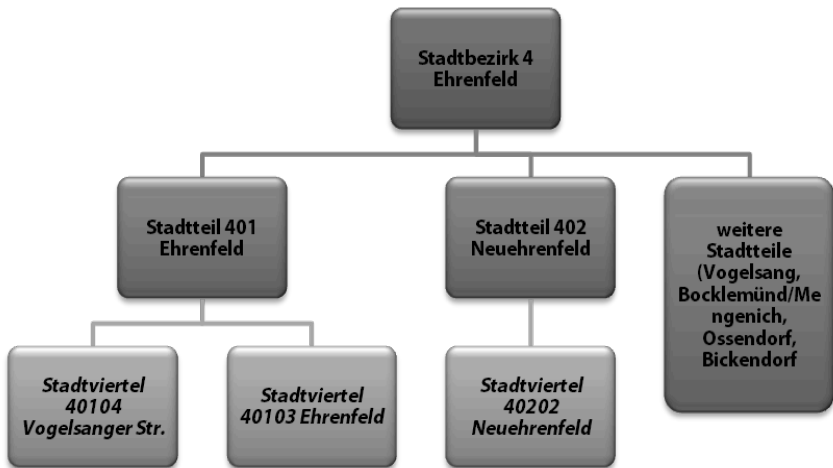 Stadtbezirk 4
Ehrenfeld
Stadtteil 401
Ehrenfeld
Stadtteil 402
Neuehrenfeld
weitere
Stadtteile
(Vogelsang,
Bocklemünd/Me
ngenich,
Ossendorf,
Bickendorf
Stadtviertel
40104
Vogelsanger Str.
Stadtviertel
40103 Ehrenfeld
Stadtviertel
40202
Neuehrenfeld